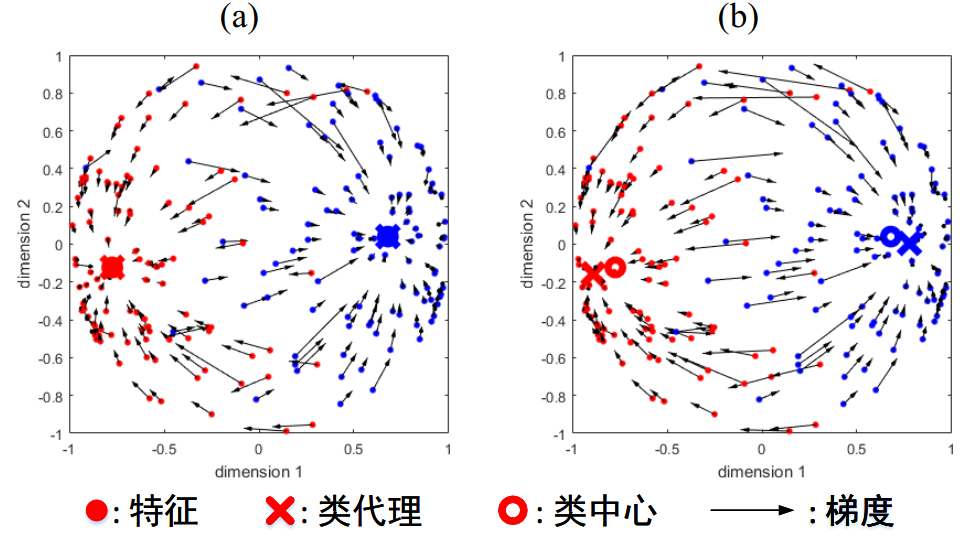 (a) (b)
1 1
0.8 0.8
0.6 0.6
0.4 0.4
0.2 0.2
0 0
-0.2 -0.2
-0.4 -0.4
-0.6 -0.6
-0.8 -0.8
-1 -1
dimension 2 dimension 2
-1 -0.5 0 0.5 1 -1 -0.5 0 0.5 1
dimension 1 dimension 1
: 特征 : 类代理 : 类中心 : 梯度